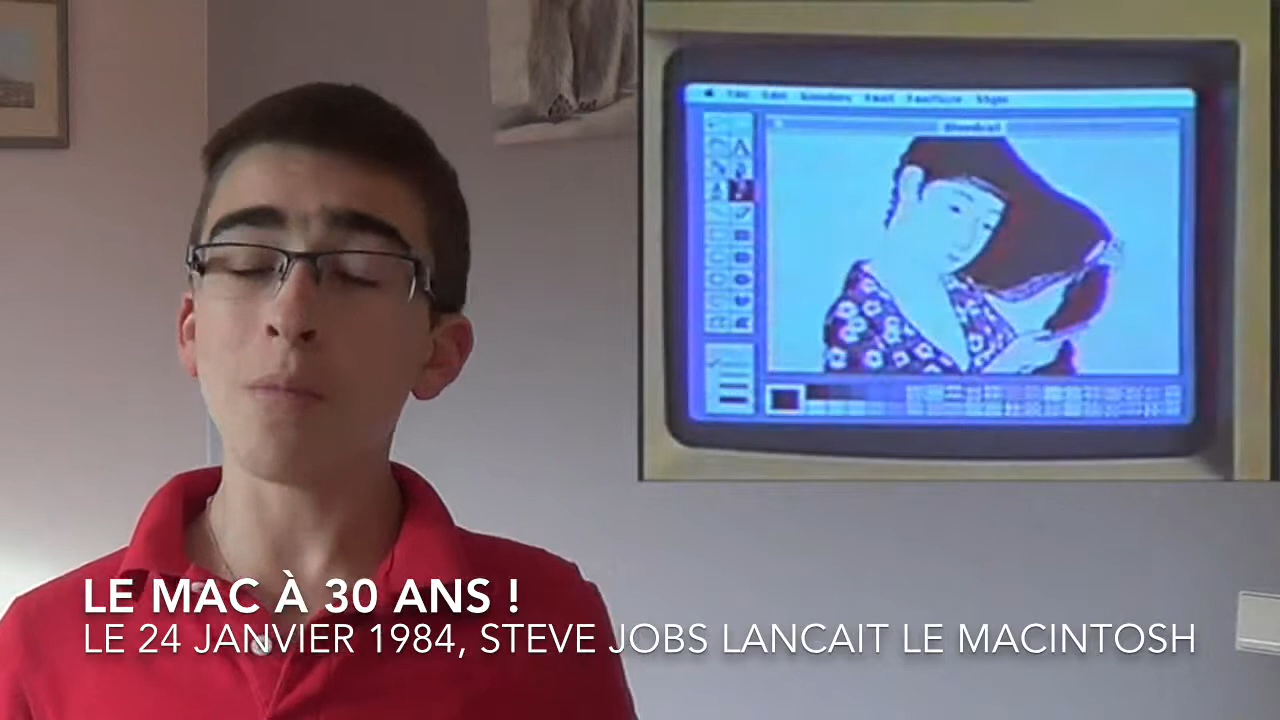 LE MAC À 30 ANS !
LE 24 JANVIER 1984, STEVE JOBS LANCAIT LE MACINTOSH